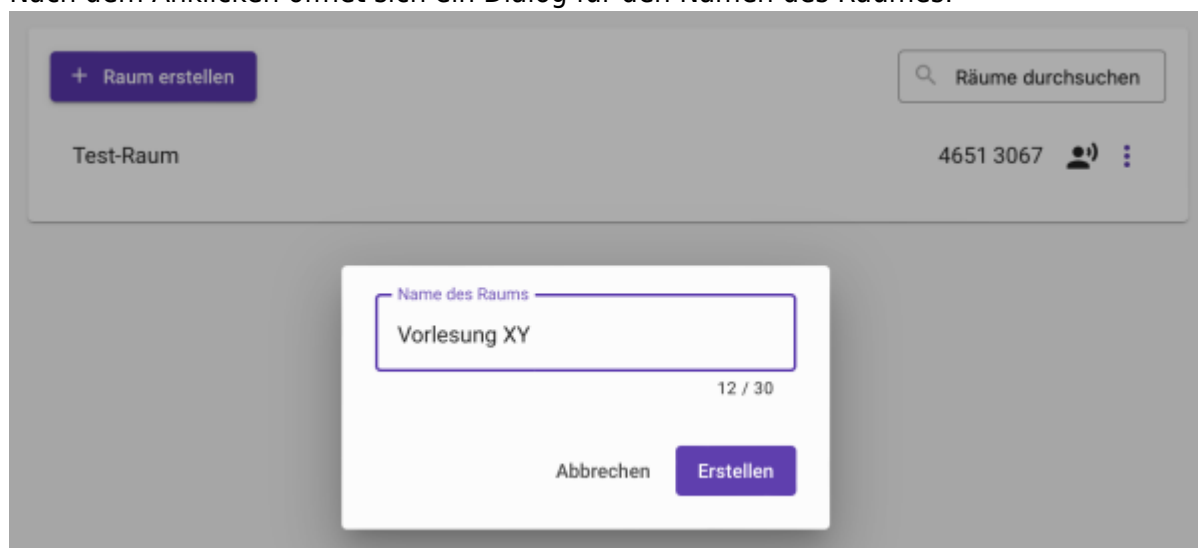 Nach dem Anklicken öffnet sich ein Dialog für den Namen des Raumes:
+ Raum erstellen
Räume durchsuchen
Test-Raum
4651 3067
Name des Raums
Vorlesung XY
12 / 30
Abbrechen
Erstellen